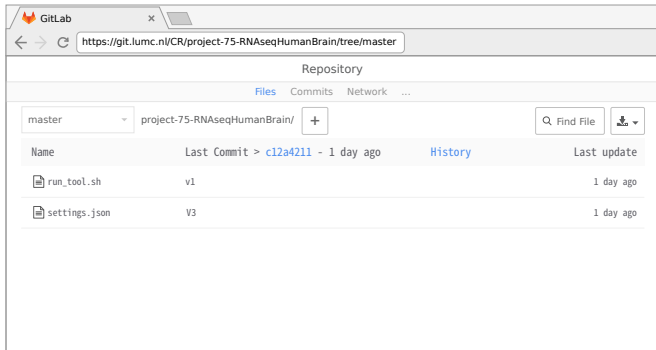 GitLab ×
https://git.lumc.nl/CR/project-75-RNAseqHumanBrain/tree/master
Repository
Files Commits Network ...
master project-75-RNAseqHumanBrain/ + Find File
Name Last Commit > c12a4211 - 1 day ago History Last update
run_tool.sh v1 1 day ago
settings.json V3 1 day ago